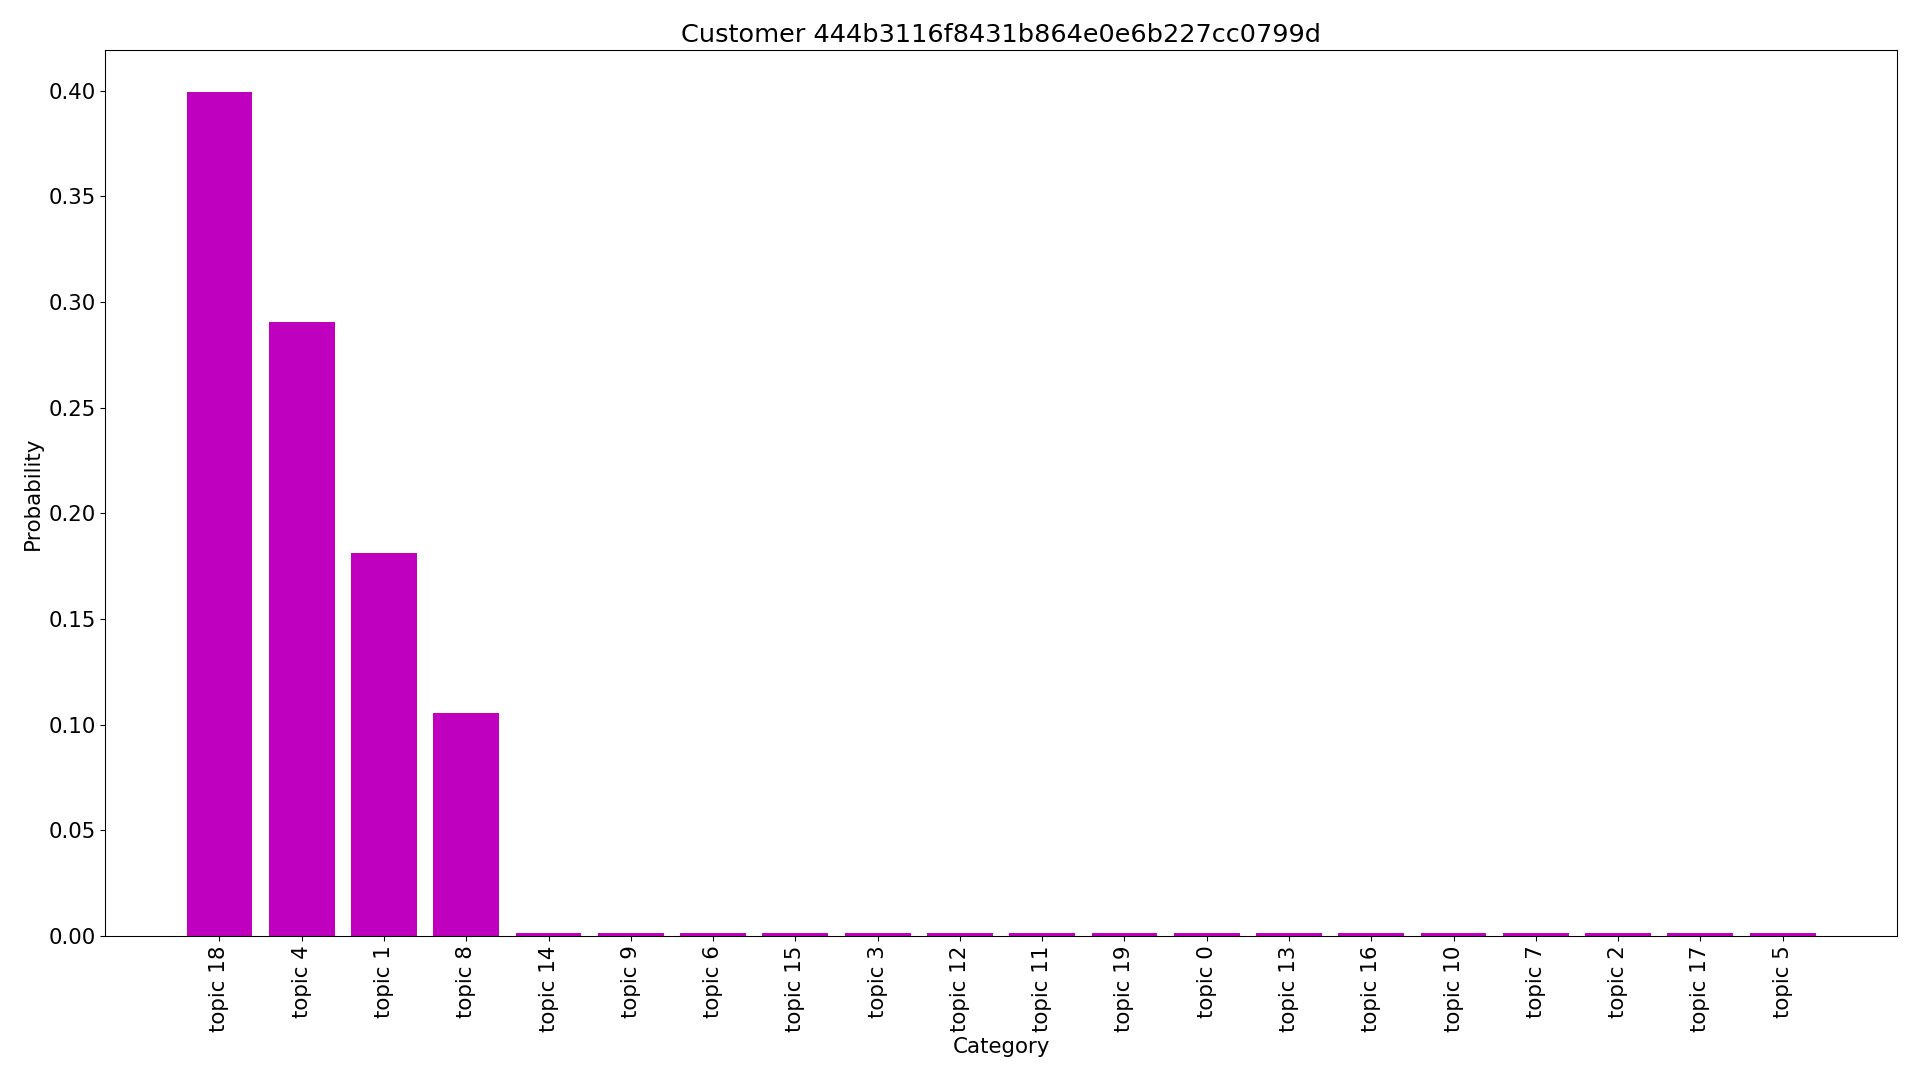 Customer 444b3116f8431b864e0e6b227cc0799d
Probability
0.40
0.35
0.30
0.25
0.20
0.15
0.10
0.05
0.00
topic 18
topic 4
topic 1
topic 8
topic 14
topic 9
topic 6
topic 15
topic 3
topic 12
topic 11
topic 19
topic 0
topic 13
topic 16
topic 10
topic 7
topic 2
topic 17
topic 5
Category